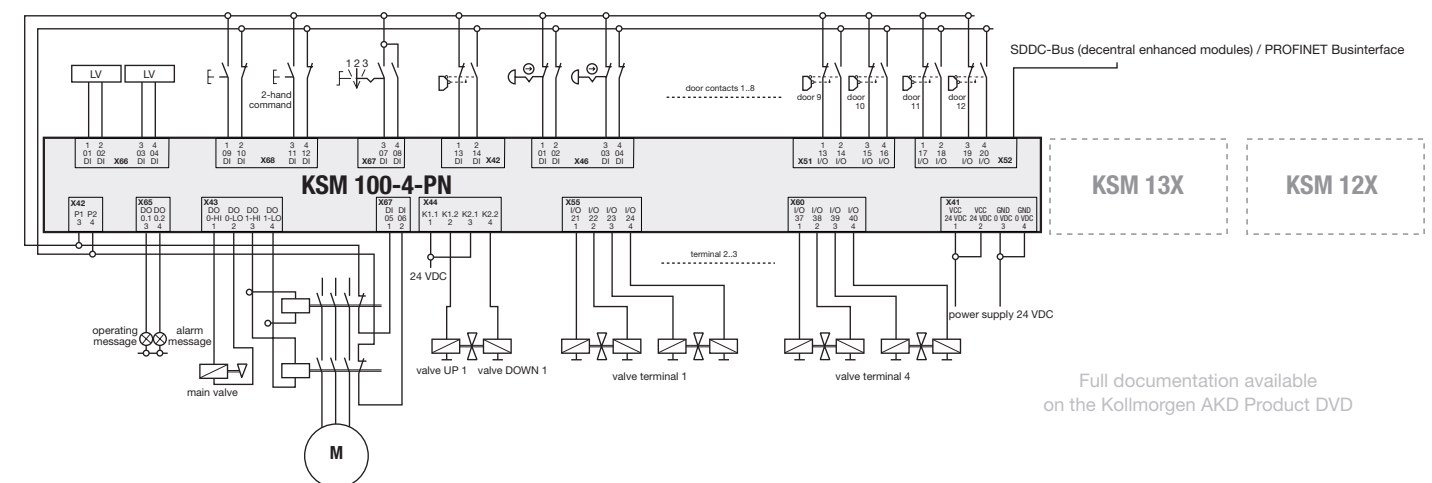 SDDC-Bus (decentral enhanced modules) / PROFINET Businterface
1 2 3
LV LV
2-hand
command
door contacts 1..8
door 9
door
10
door
11
door
12
1 2 3 4
01 02 X66 03 04
DI DI DI DI
1 2 3 4
09 10 X68 11 12
DI DI DI DI
3 4
07 08
X67 DI DI
1 2
13 14
DI DI X42
1 2 3 4
01 02 X46 03 04
DI DI DI DI
1 2 3 4
X51 13 14 15 16
I/O I/O I/O I/O
1 2 3 4
17 18 19 20 X52
I/O I/O I/O I/O
KSM 100-4-PN
KSM 13X
KSM 12X
X42
P1 P2
3 4
X65
DO DO
0.1 0.2
3 4
X43
DO DO DO DO
0-HI 0-LO 1-HI 1-LO
1 2 3 4
X67
DI DI
05 06
1 2
X44
K1.1 K1.2 K2.1 K2.2
1 2 3 4
X55
I/O I/O I/O I/O
21 22 23 24
1 2 3 4
X60
I/O I/O I/O I/O
37 38 39 40
1 2 3 4
X41
VCC VCC GND GND
24 VDC 24 VDC 0 VDC 0 VDC
1 2 3 4
terminal 2..3
24 VDC
power supply 24 VDC
operating
message
alarm
message
main valve
valve UP 1
valve DOWN 1
valve terminal 1
valve terminal 4
M
Full documentation available
on the Kollmorgen AKD Product DVD